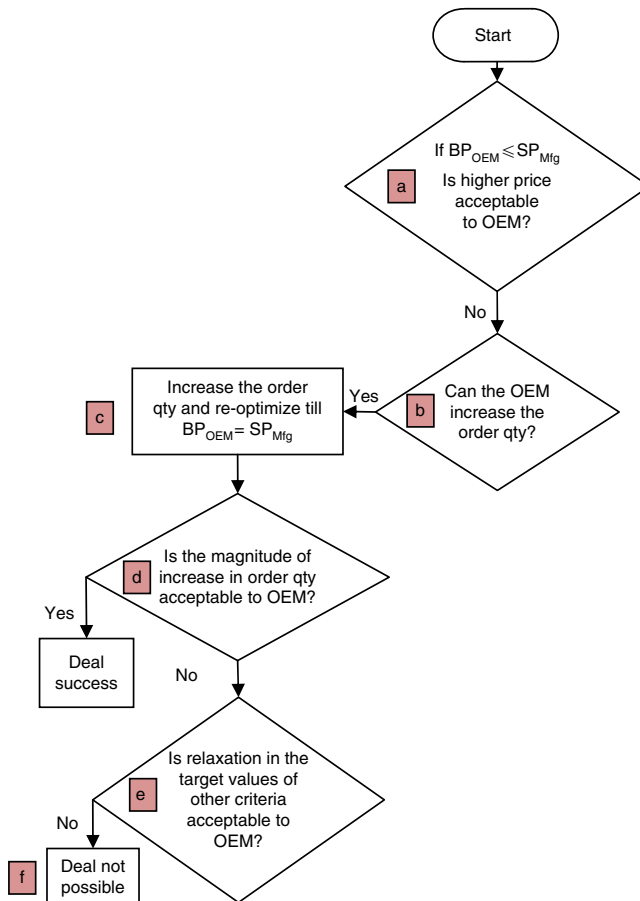 Start
If BP_OEM ⩽ SP_Mfg
a
Is higher price
acceptable
to OEM?
No
Increase the order
qty and re-optimize till
BP_OEM = SP_Mfg
c
Yes
b
Can the OEM
increase the
order qty?
d
Is the magnitude of
increase in order qty
acceptable to OEM?
Yes
Deal
success
No
e
Is relaxation in the
target values of
other criteria
acceptable to
OEM?
No
f
Deal not
possible